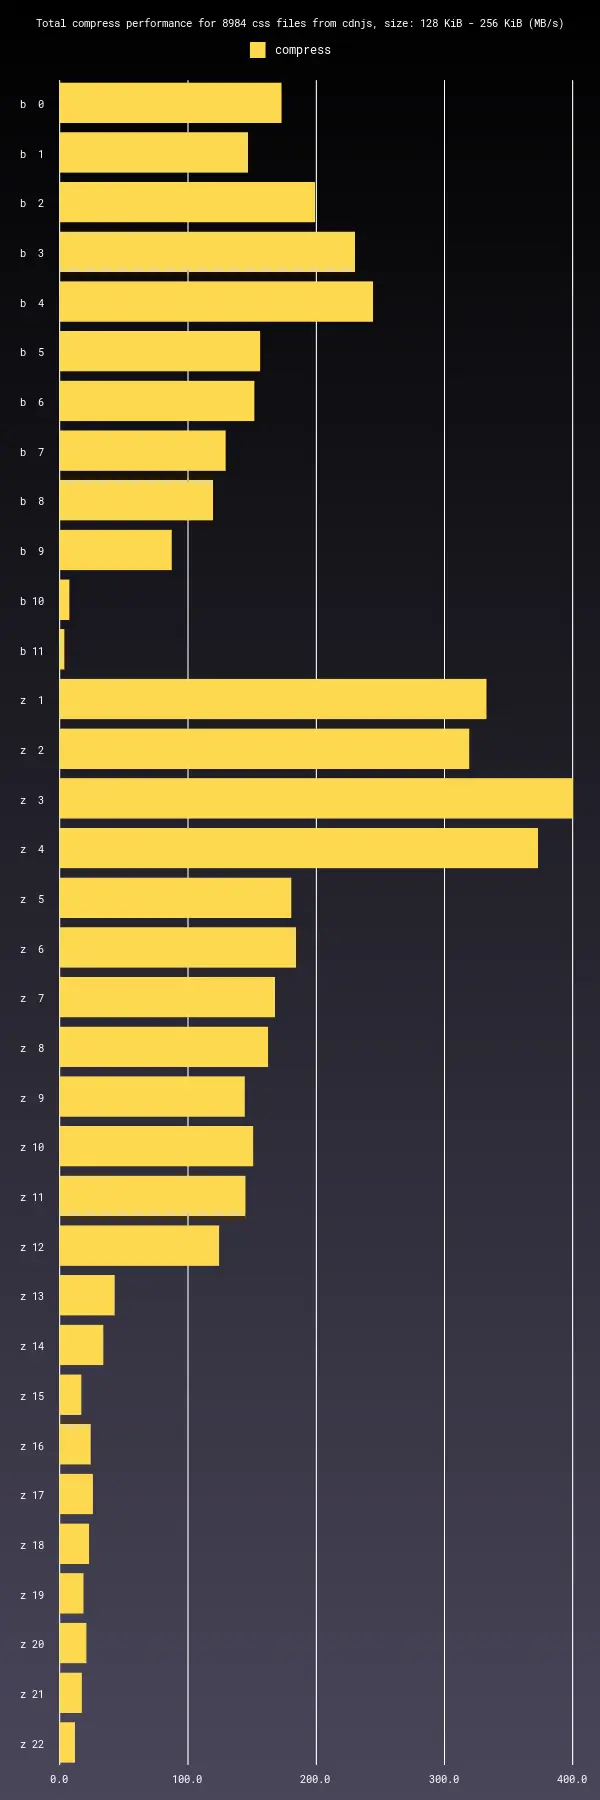 Total compress performance for 8984 css files from cdnjs, size: 128 KiB - 256 KiB (MB/s)
compress
b 0
b 1
b 2
b 3
b 4
b 5
b 6
b 7
b 8
b 9
b 10
b 11
z 1
z 2
z 3
z 4
z 5
z 6
z 7
z 8
z 9
z 10
z 11
z 12
z 13
z 14
z 15
z 16
z 17
z 18
z 19
z 20
z 21
z 22
0.0 100.0 200.0 300.0 400.0